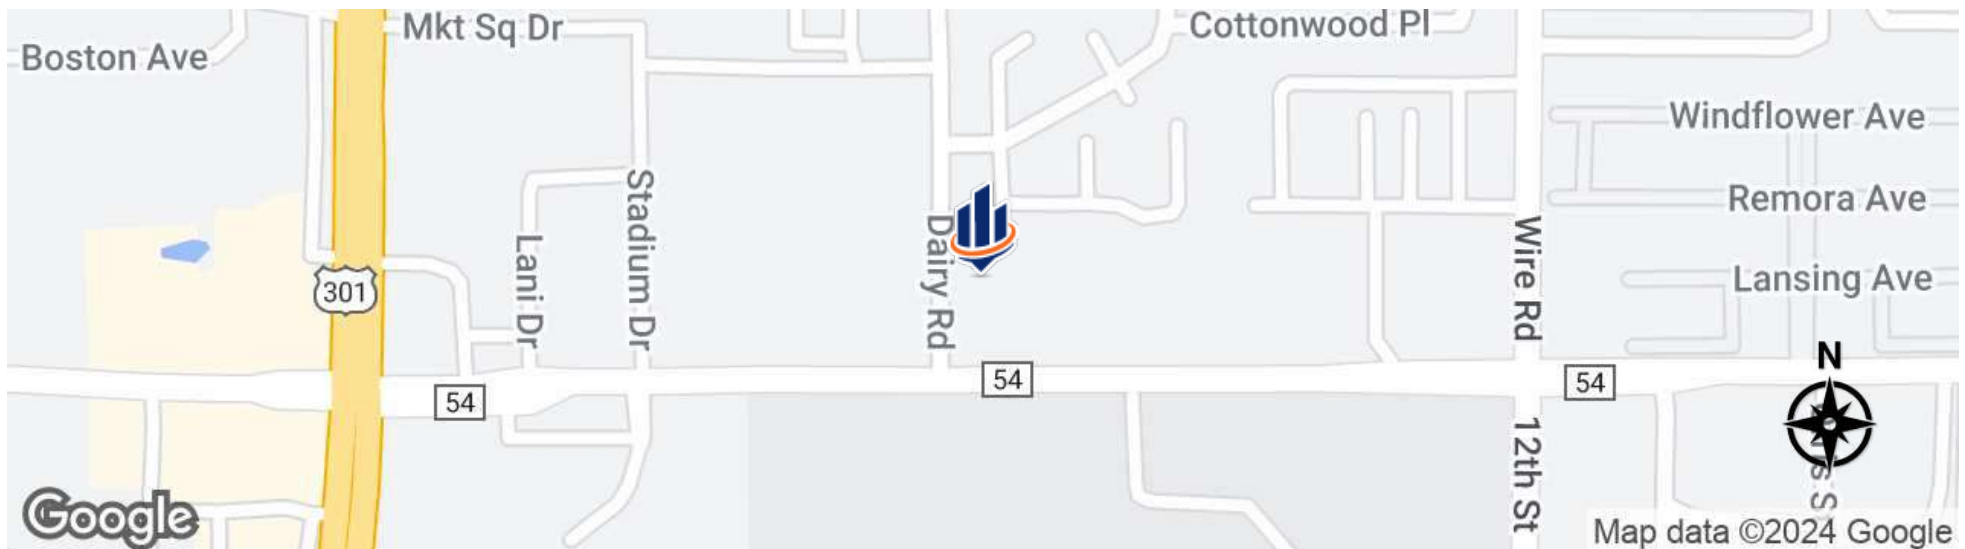 Mkt Sq Dr
Cottonwood Pl
Boston Ave
Windflower Ave
Stadium Dr
Remora Ave
Dairy Rd
Wire Rd
Lani Dr
Lansing Ave
301
N
54
54
54
12th St
Google
Map data ©2024 Google